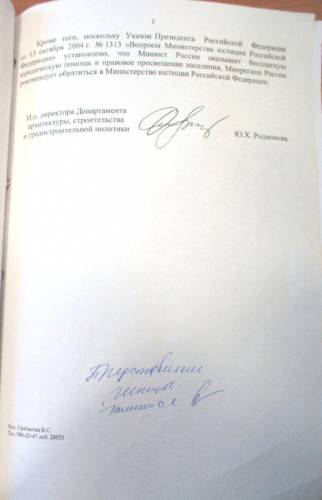 3
Кроме того, поскольку Указом Президента Российской Федерации
от 13 октября 2004 г. № 1313 «Вопросы Министерства юстиции Российской
Федерации» установлено, что Минюст России оказывает бесплатную
юридическую помощь и правовое просвещение населения, Минрегион России
рекомендует обратиться в Министерство юстиции Российской Федерации.
И.о. директора Департамента
архитектуры, строительства
и градостроительной политики
Ю.Х. Родионова
Исп. Грибанова В.С.
Тел. 980-25-47 доб. 28053